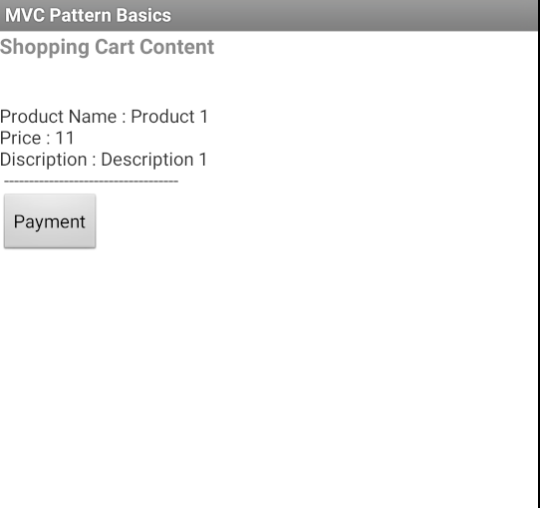 MVC Pattern Basics
Shopping Cart Content
Product Name : Product 1
Price : 11
Discription : Description 1
-----------------------------------
Payment